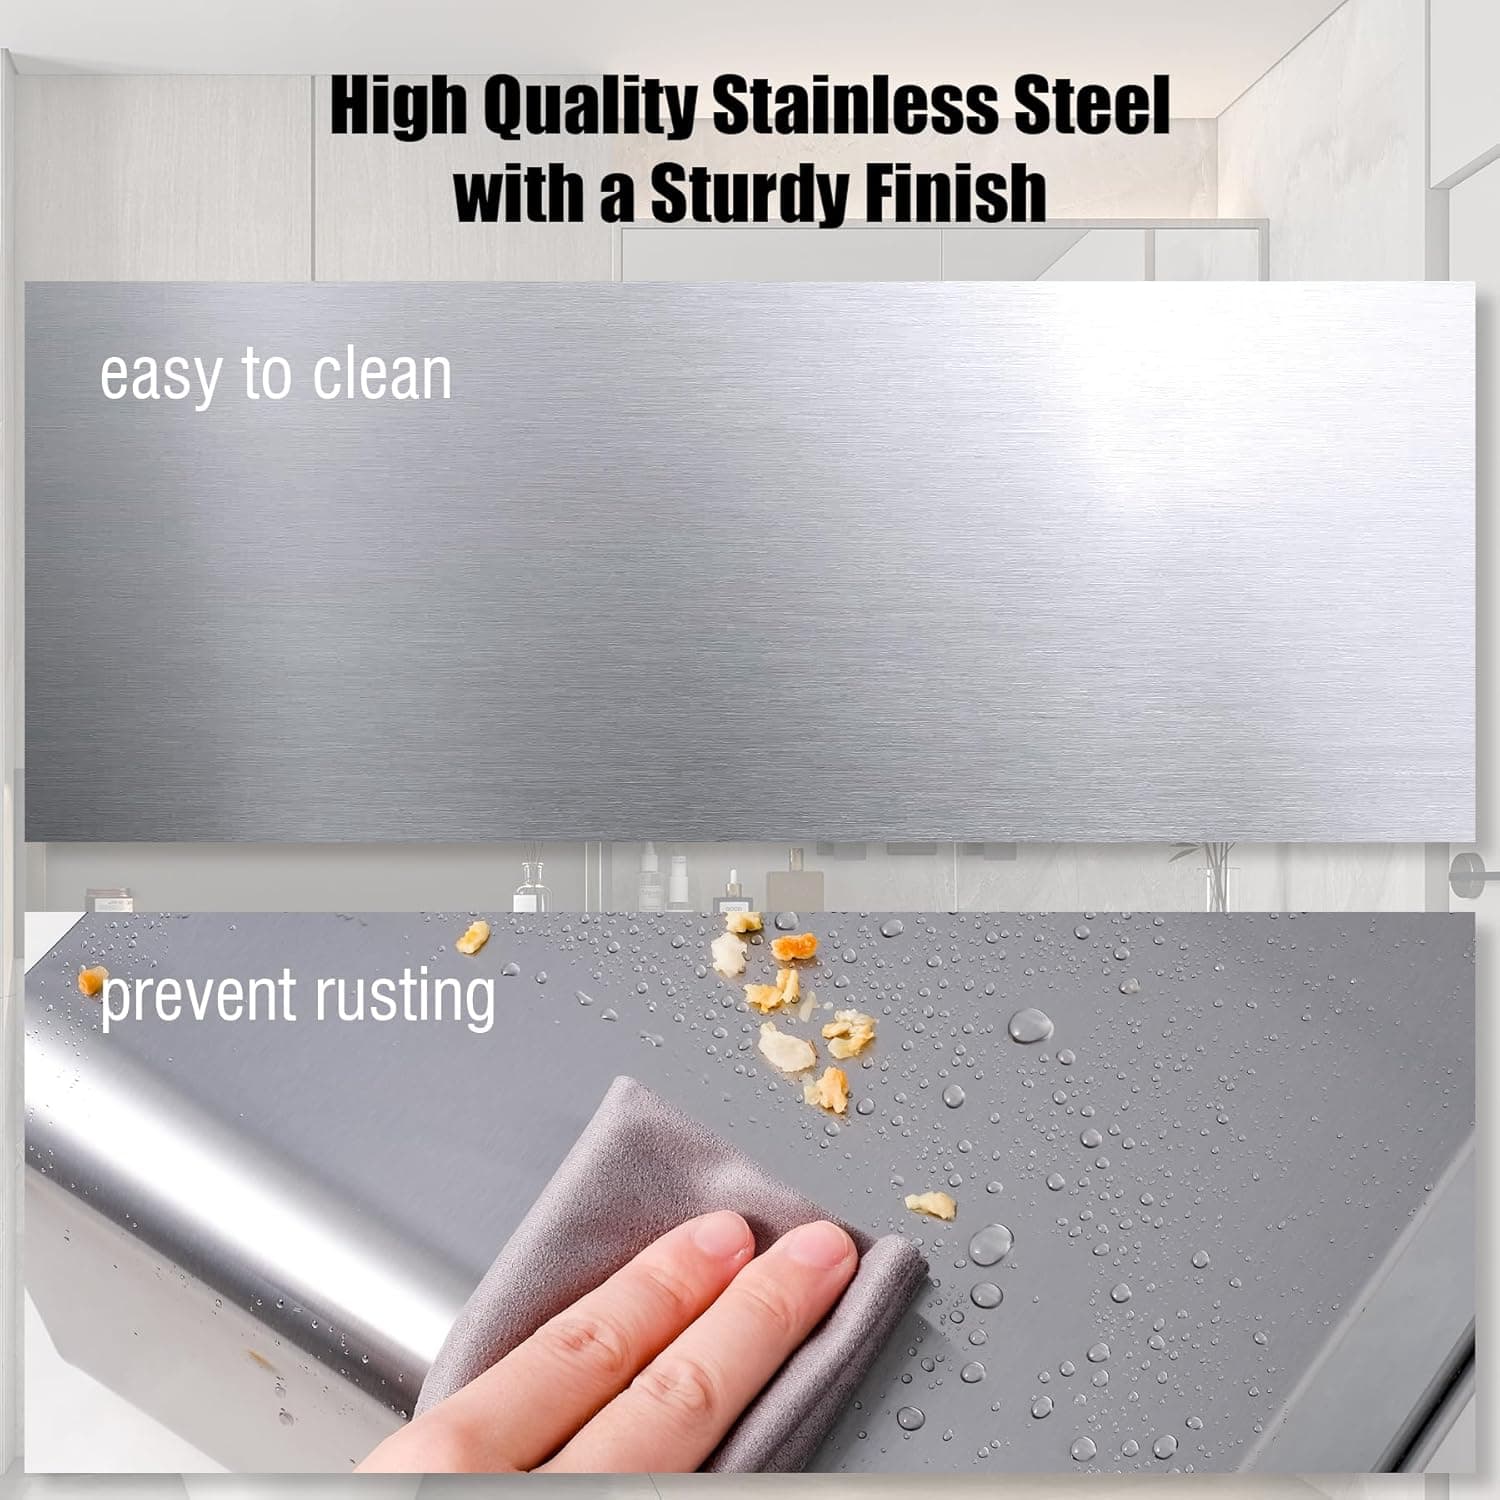 High Quality Stainless Steel
with a Sturdy Finish
easy to clean
prevent rusting